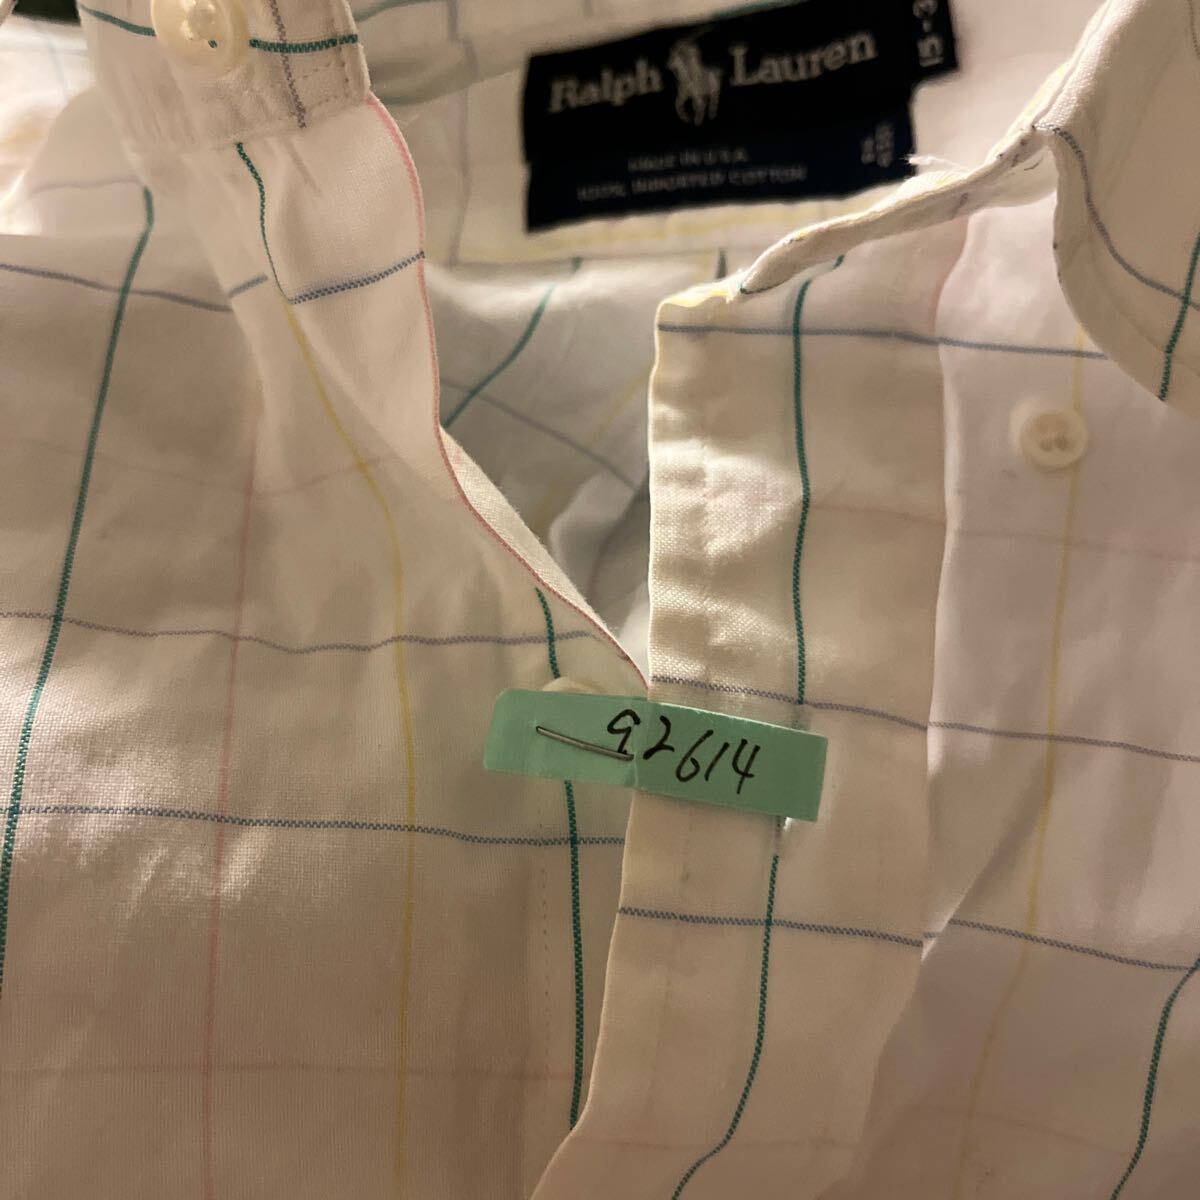 Ralph Lauren
15-3
MADE IN U.S.A.
100% IMPORTED COTTON
92614